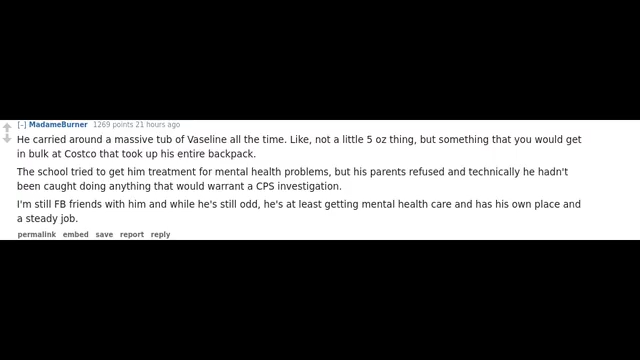 [–] MadameBurner 1269 points 21 hours ago
He carried around a massive tub of Vaseline all the time. Like, not a little 5 oz thing, but something that you would get
in bulk at Costco that took up his entire backpack.
The school tried to get him treatment for mental health problems, but his parents refused and technically he hadn't
been caught doing anything that would warrant a CPS investigation.
I'm still FB friends with him and while he's still odd, he's at least getting mental health care and has his own place and
a steady job.
permalink embed save report reply